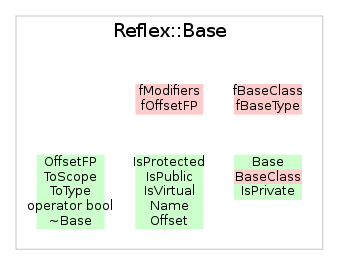 Reflex::Base
fModifiers
fOffsetFP
fBaseClass
fBaseType
OffsetFP
ToScope
ToType
operator bool
~Base
IsProtected
IsPublic
IsVirtual
Name
Offset
Base
BaseClass
IsPrivate